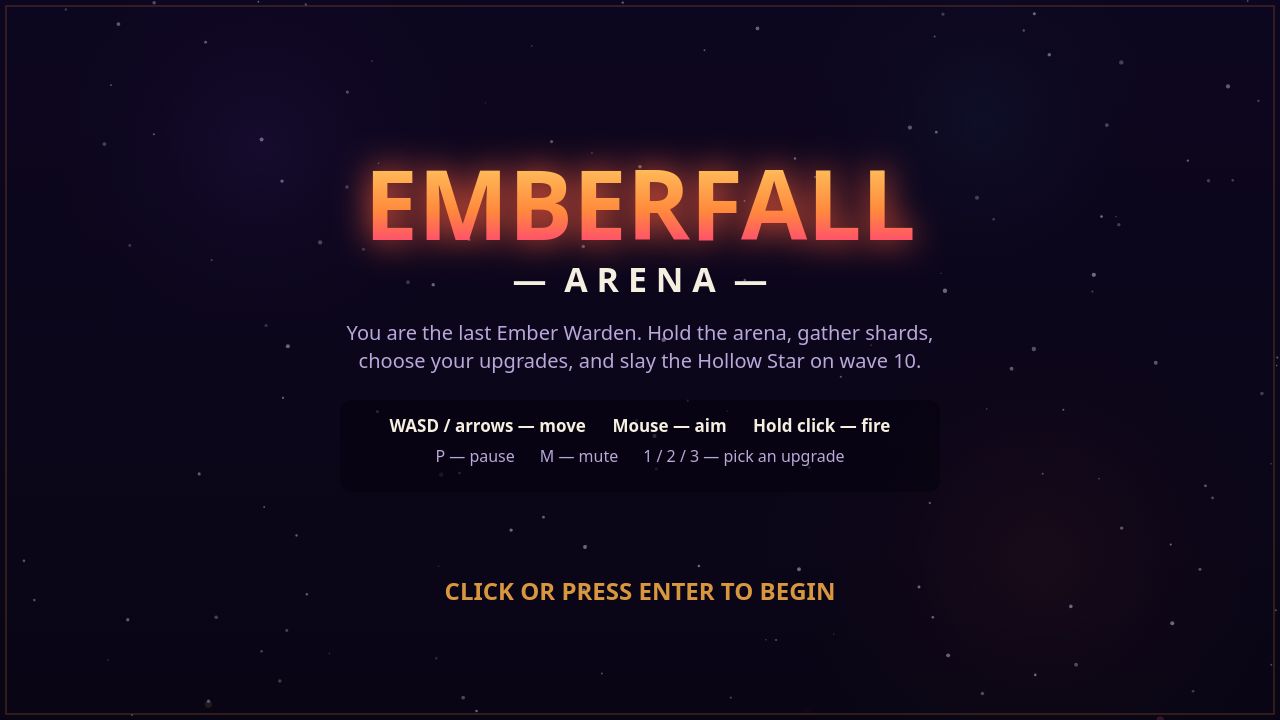 EMBERFALL
— ARENA —
You are the last Ember Warden. Hold the arena, gather shards,
choose your upgrades, and slay the Hollow Star on wave 10.
WASD / arrows — move Mouse — aim Hold click — fire
P — pause M — mute 1 / 2 / 3 — pick an upgrade
CLICK OR PRESS ENTER TO BEGIN